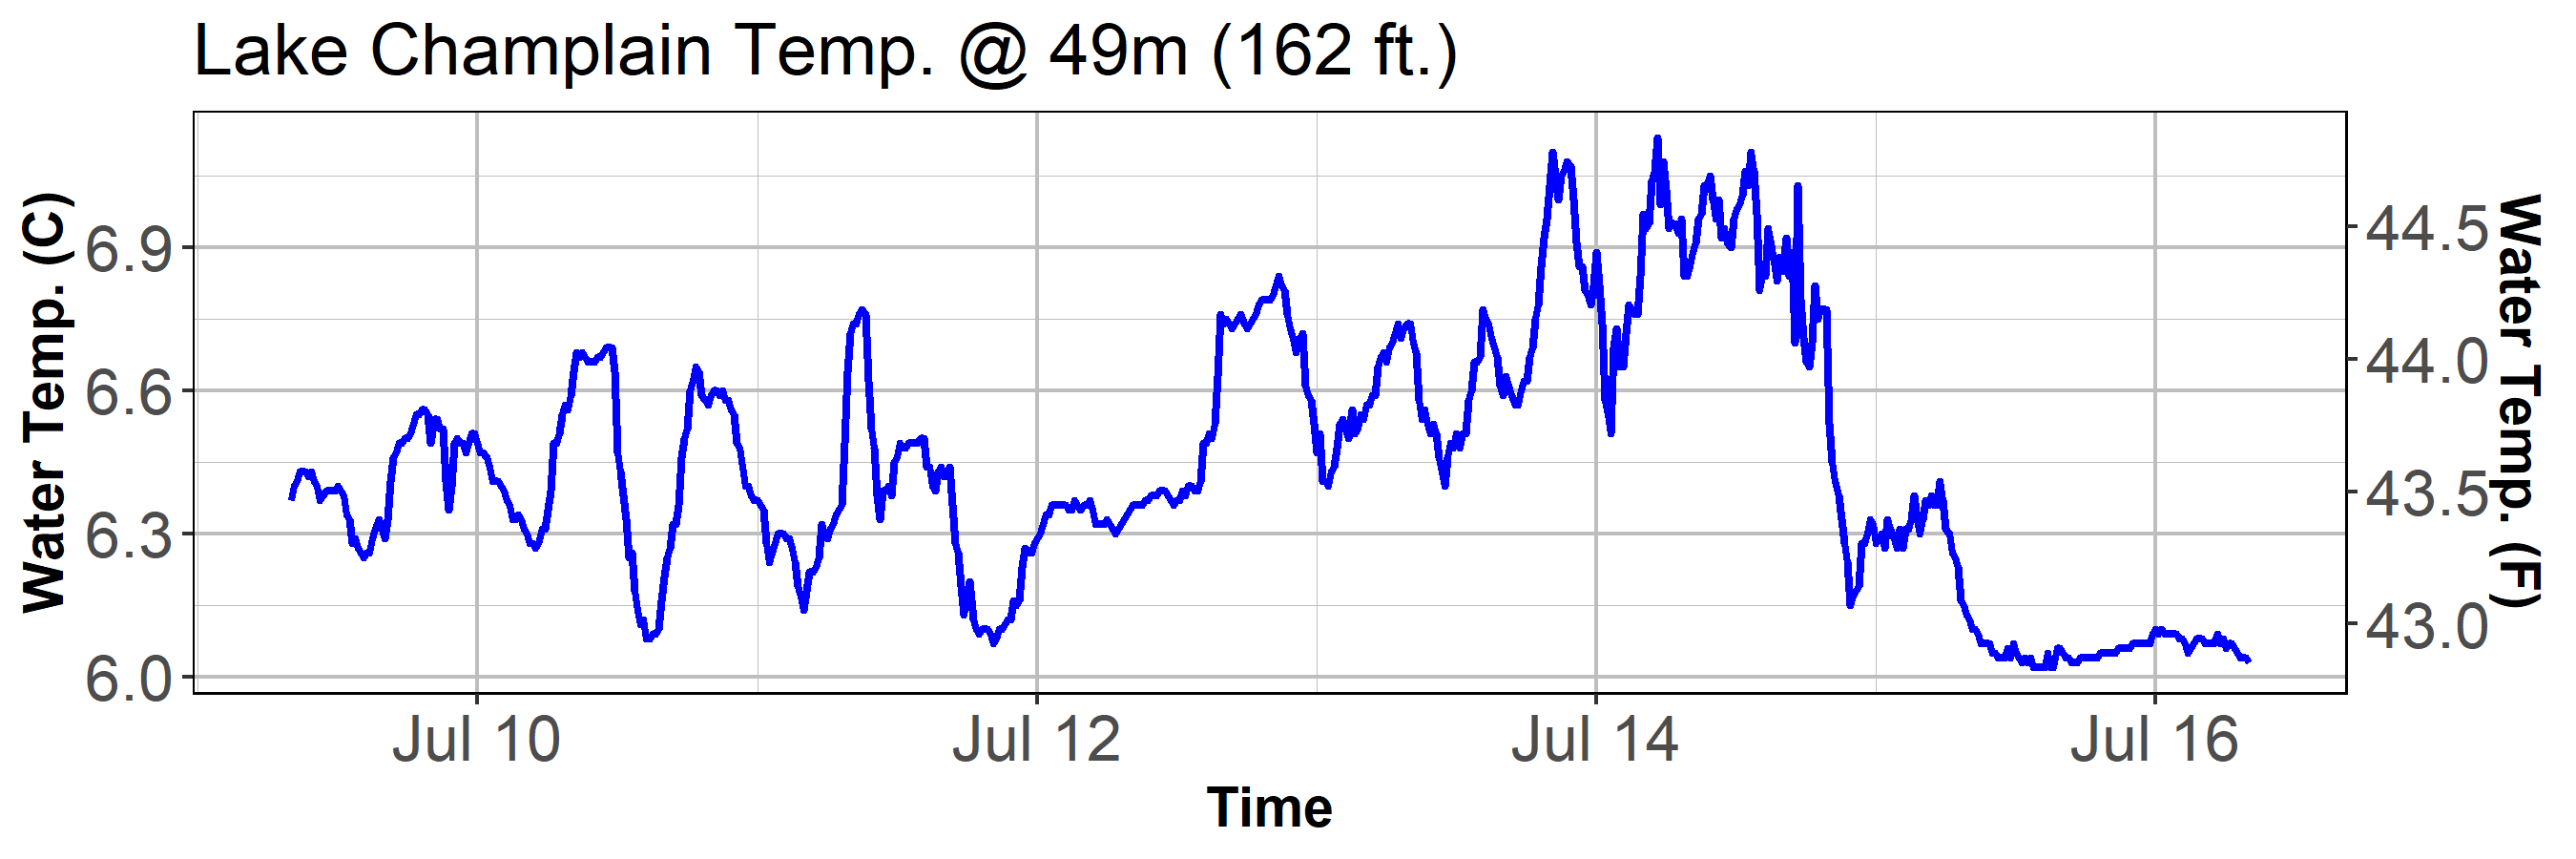 Lake Champlain Temp. @ 49m (162 ft.)
Water Temp. (C)
6.9
6.6
6.3
6.0
44.5
44.0
43.5
43.0
Water Temp. (F)
Jul 10 Jul 12 Jul 14 Jul 16
Time